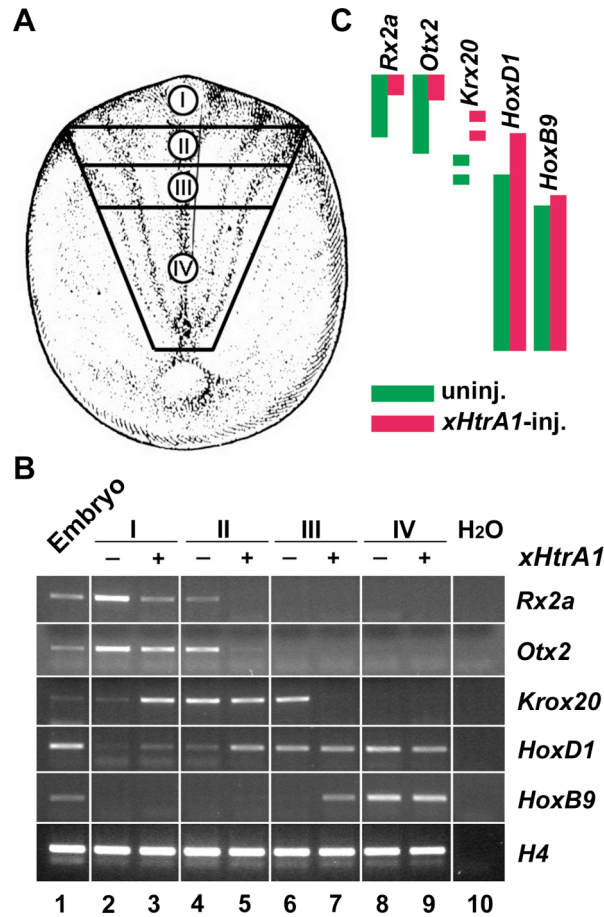 A
I
II
III
IV
C
Rx2a Otx2 Krx20 HoxD1 HoxB9
uninj.
xHtrA1-inj.
B
Embryo I II III IV H2O
– + – + – + – + xHtrA1
Rx2a
Otx2
Krox20
HoxD1
HoxB9
H4
1 2 3 4 5 6 7 8 9 10